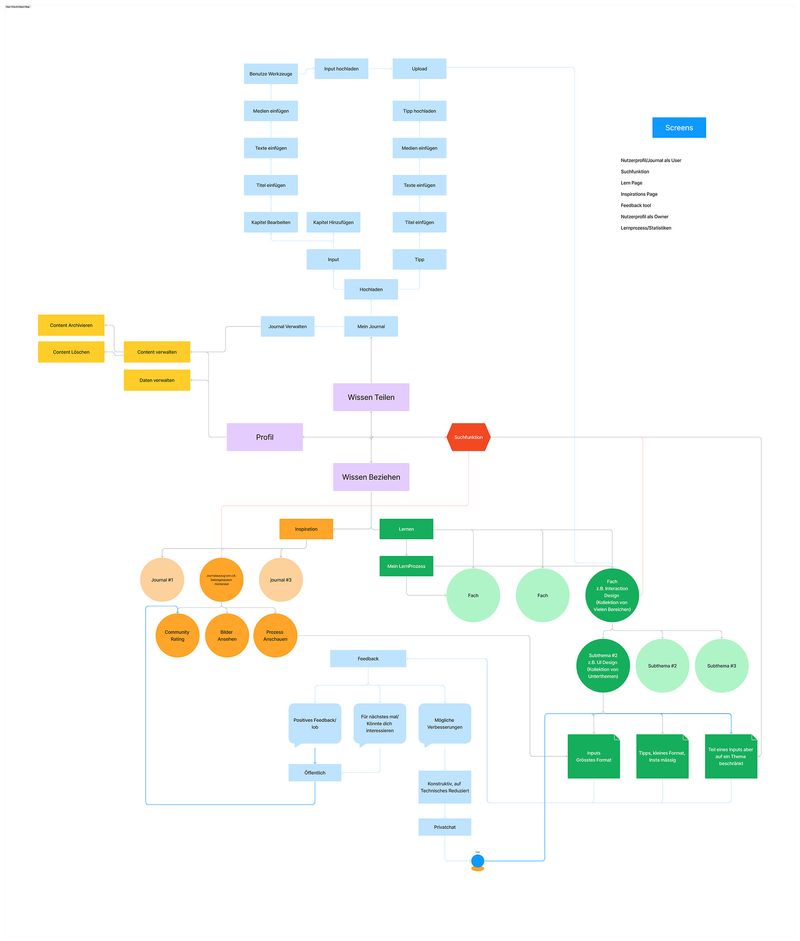 Benutze Werkzeuge
Input hochladen
Upload
Medien einfügen
Tipp hochladen
Texte einfügen
Medien einfügen
Titel einfügen
Texte einfügen
Kapitel Bearbeiten
Kapitel Hinzufügen
Titel einfügen
Input
Tipp
Hochladen
Journal Verwalten
Mein Journal
Screens
Nutzerprofil/Journal als User
Suchfunktion
Lern Page
Inspirations Page
Feedback tool
Nutzerprofil als Owner
Lernprozess/Statistiken
Content Archivieren
Content Löschen
Content verwalten
Daten verwalten
Wissen Teilen
Profil
Suchfunktion
Wissen Beziehen
Inspiration
Lernen
Mein LernProzess
Journal #1
journal #3
Fach
Fach
Fach
z.B. Interaction
Design
(Kollektion von
Vielen Bereichen)
Community
Rating
Bilder
Ansehen
Prozess
Anschauen
Feedback
Subthema #2
z.B. UI Design
(Kollektion von
Unterthemen)
Subthema #2
Subthema #3
Positives Feedback/
lob
Für nächstes mal/
Könnte dich
interessieren
Mögliche
Verbesserungen
Öffentlich
Konstruktiv, auf
Technisches Reduziert
Privatchat
Inputs
Grösstes Format
Tipps, kleines Format,
Insta mässig
Teil eines Inputs aber
auf ein Thema
beschränkt